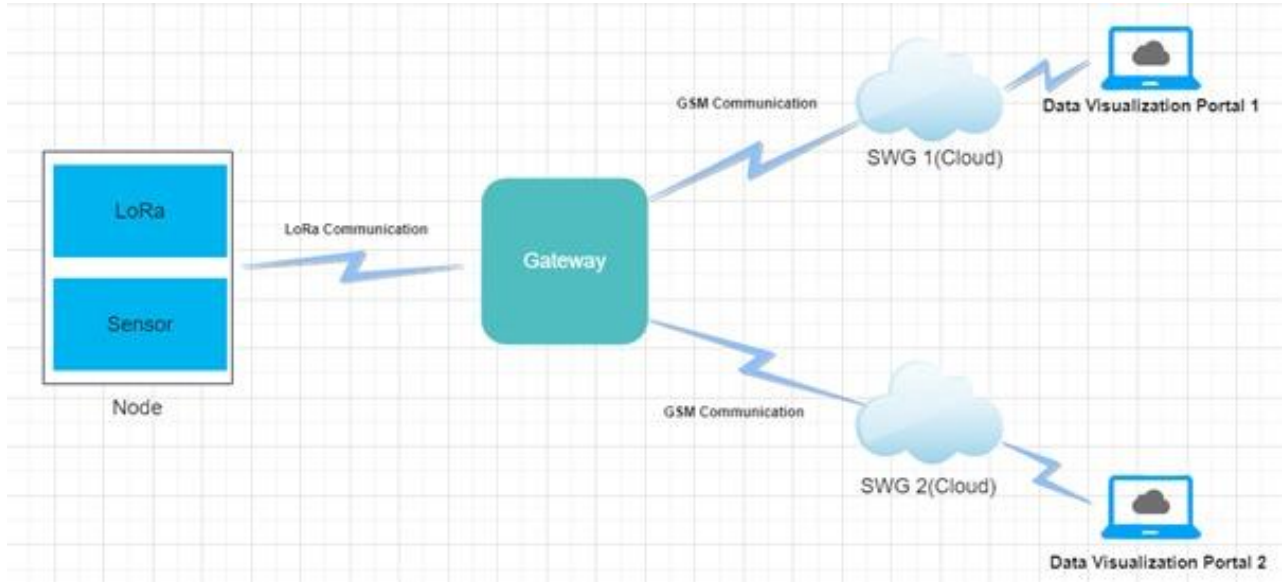 LoRa
Sensor
Node
LoRa Communication
Gateway
GSM Communication
SWG 1(Cloud)
Data Visualization Portal 1
GSM Communication
SWG 2(Cloud)
Data Visualization Portal 2